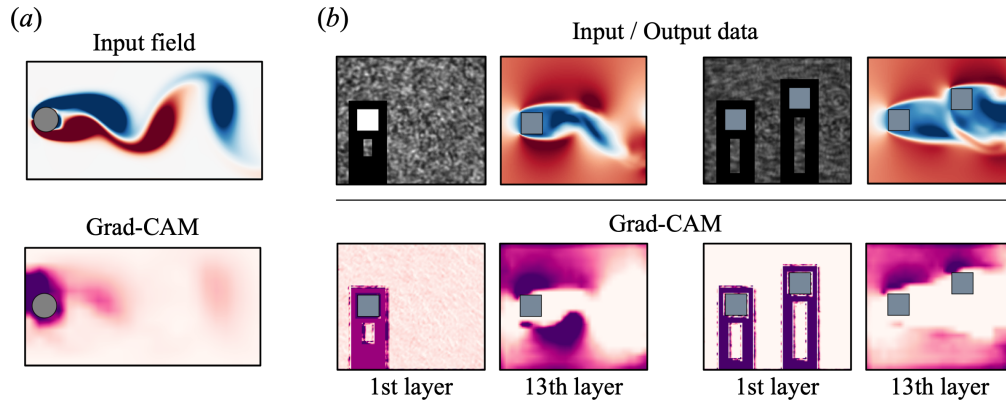 (a)
Input field
Grad-CAM
(b)
Input / Output data
Grad-CAM
1st layer
13th layer
1st layer
13th layer